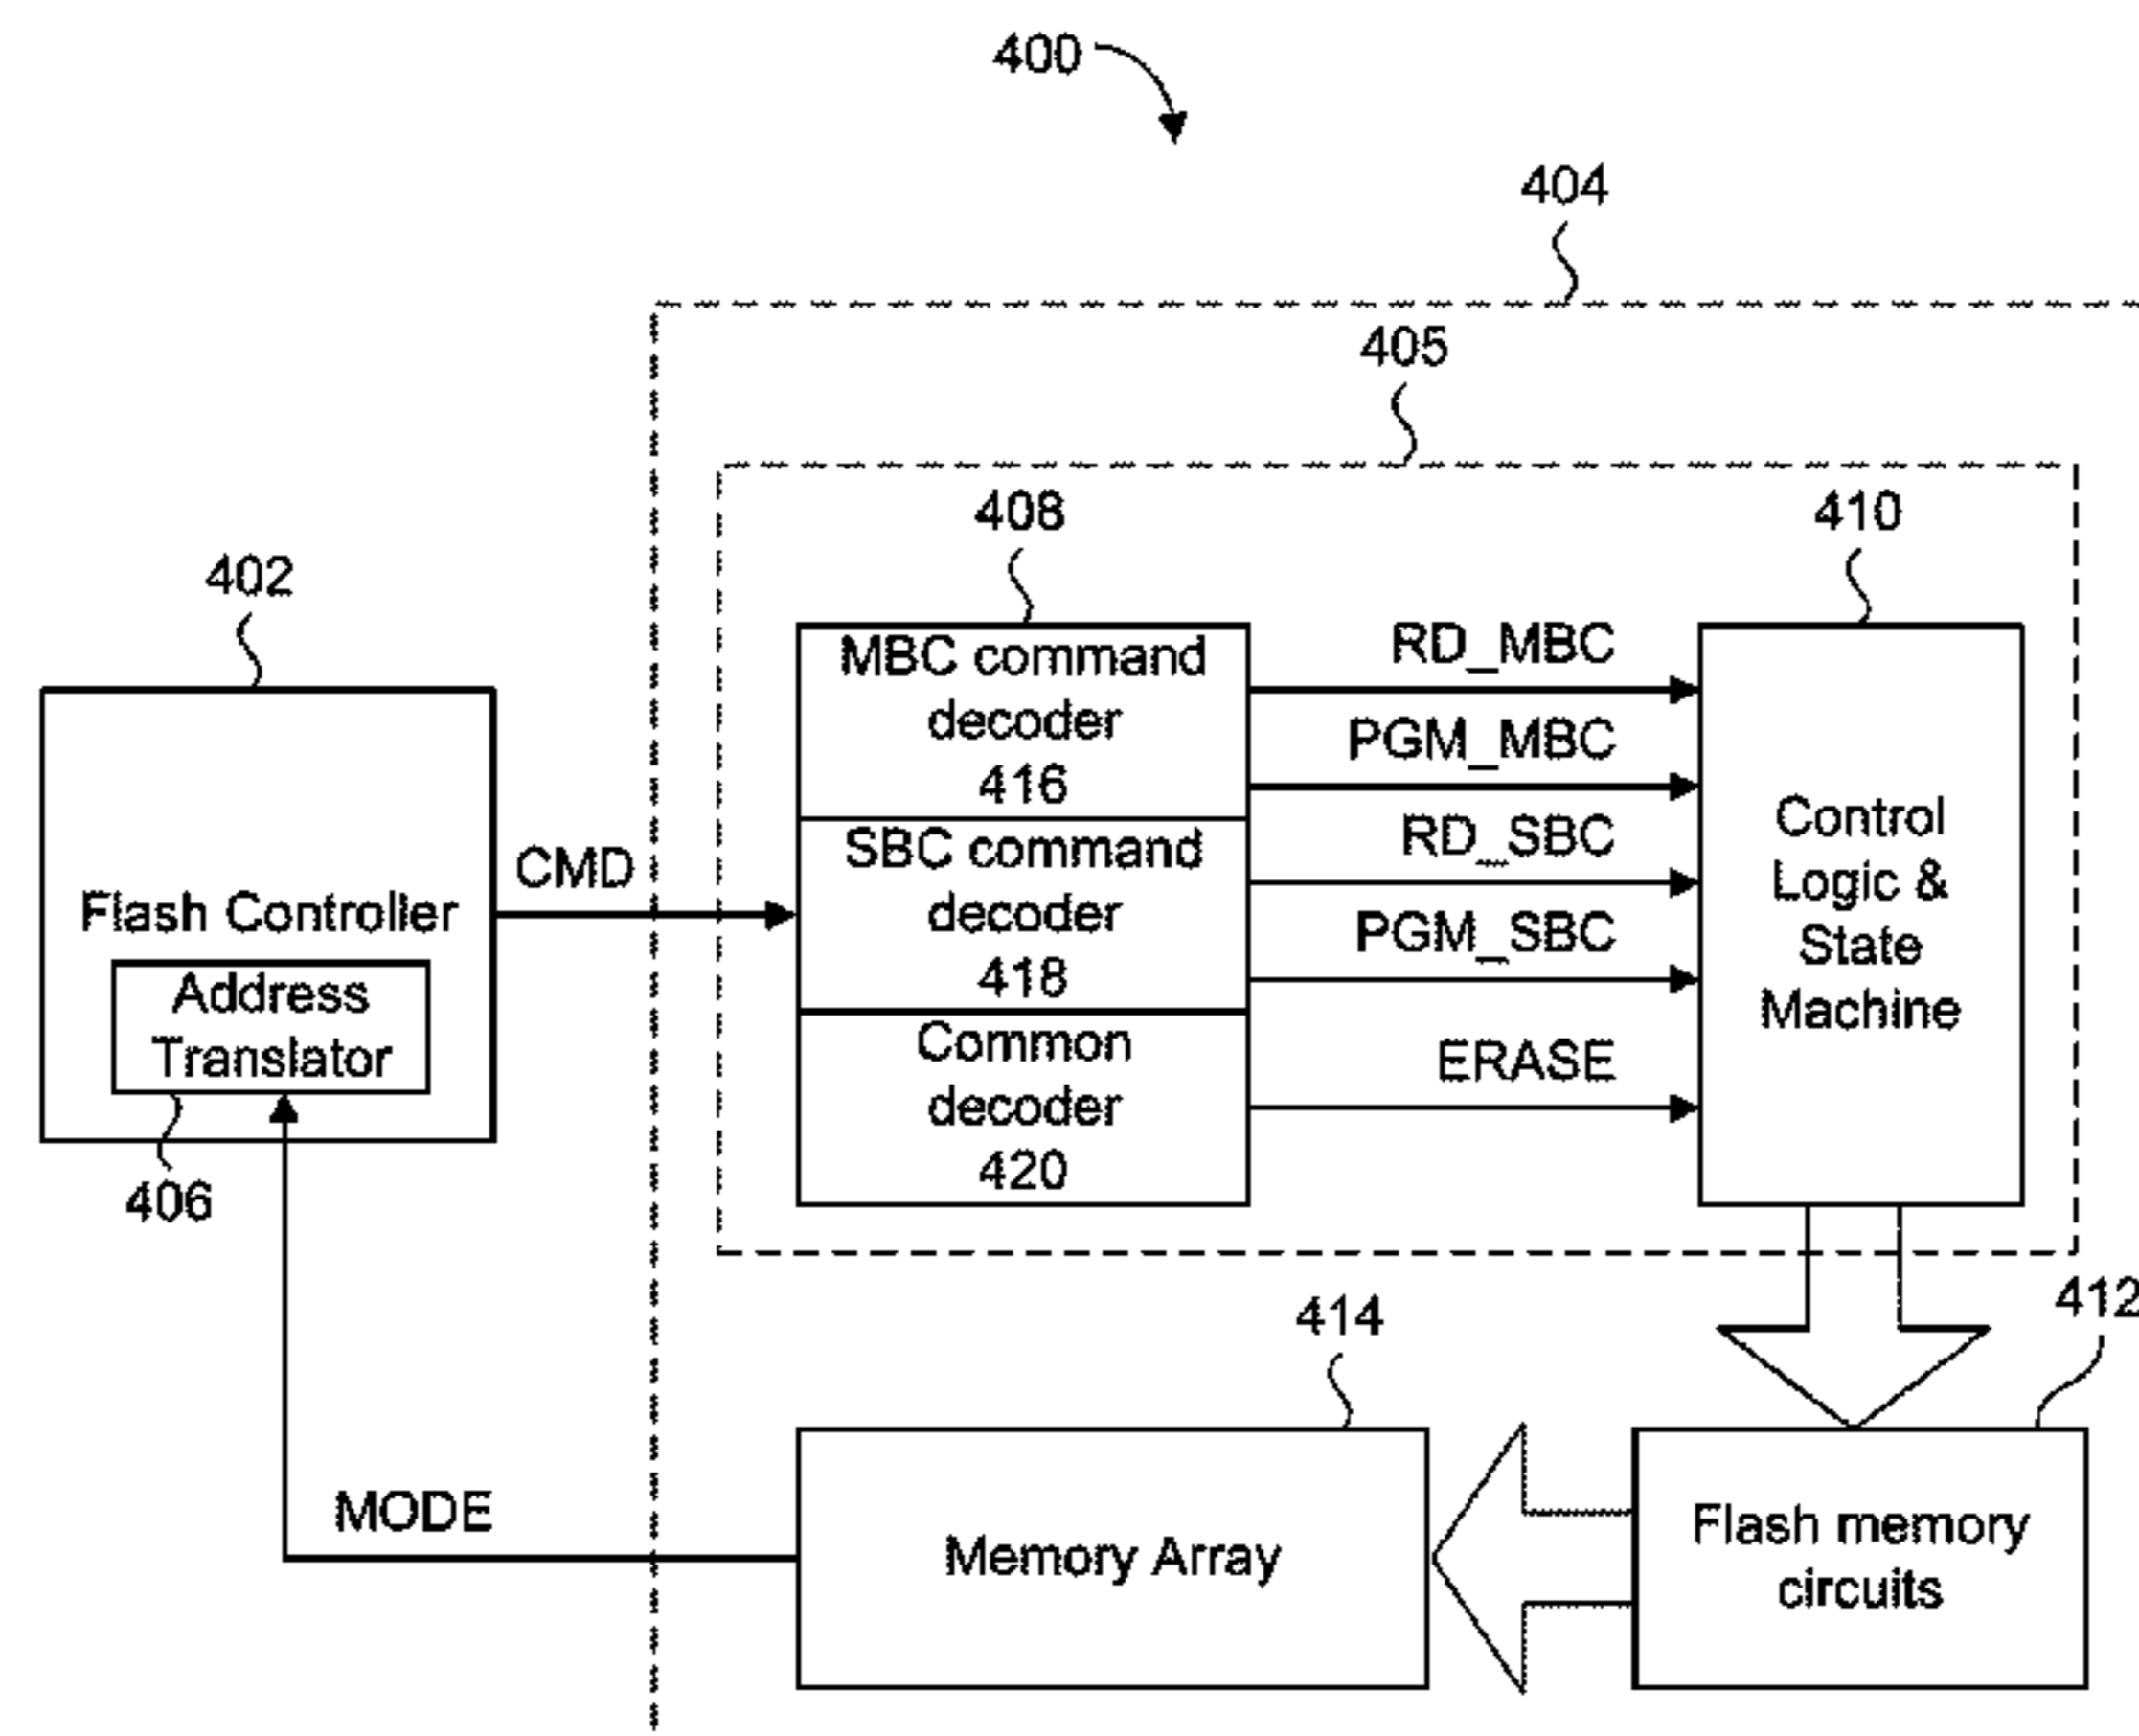 400
404
405
408
410
402
MBC command
decoder
416
SBC command
decoder
418
Common
decoder
420
RD_MBC
PGM_MBC
RD_SBC
PGM_SBC
ERASE
Control
Logic &
State
Machine
CMD
Flash Controller
Address
Translator
406
414
412
MODE
Memory Array
Flash memory
circuits